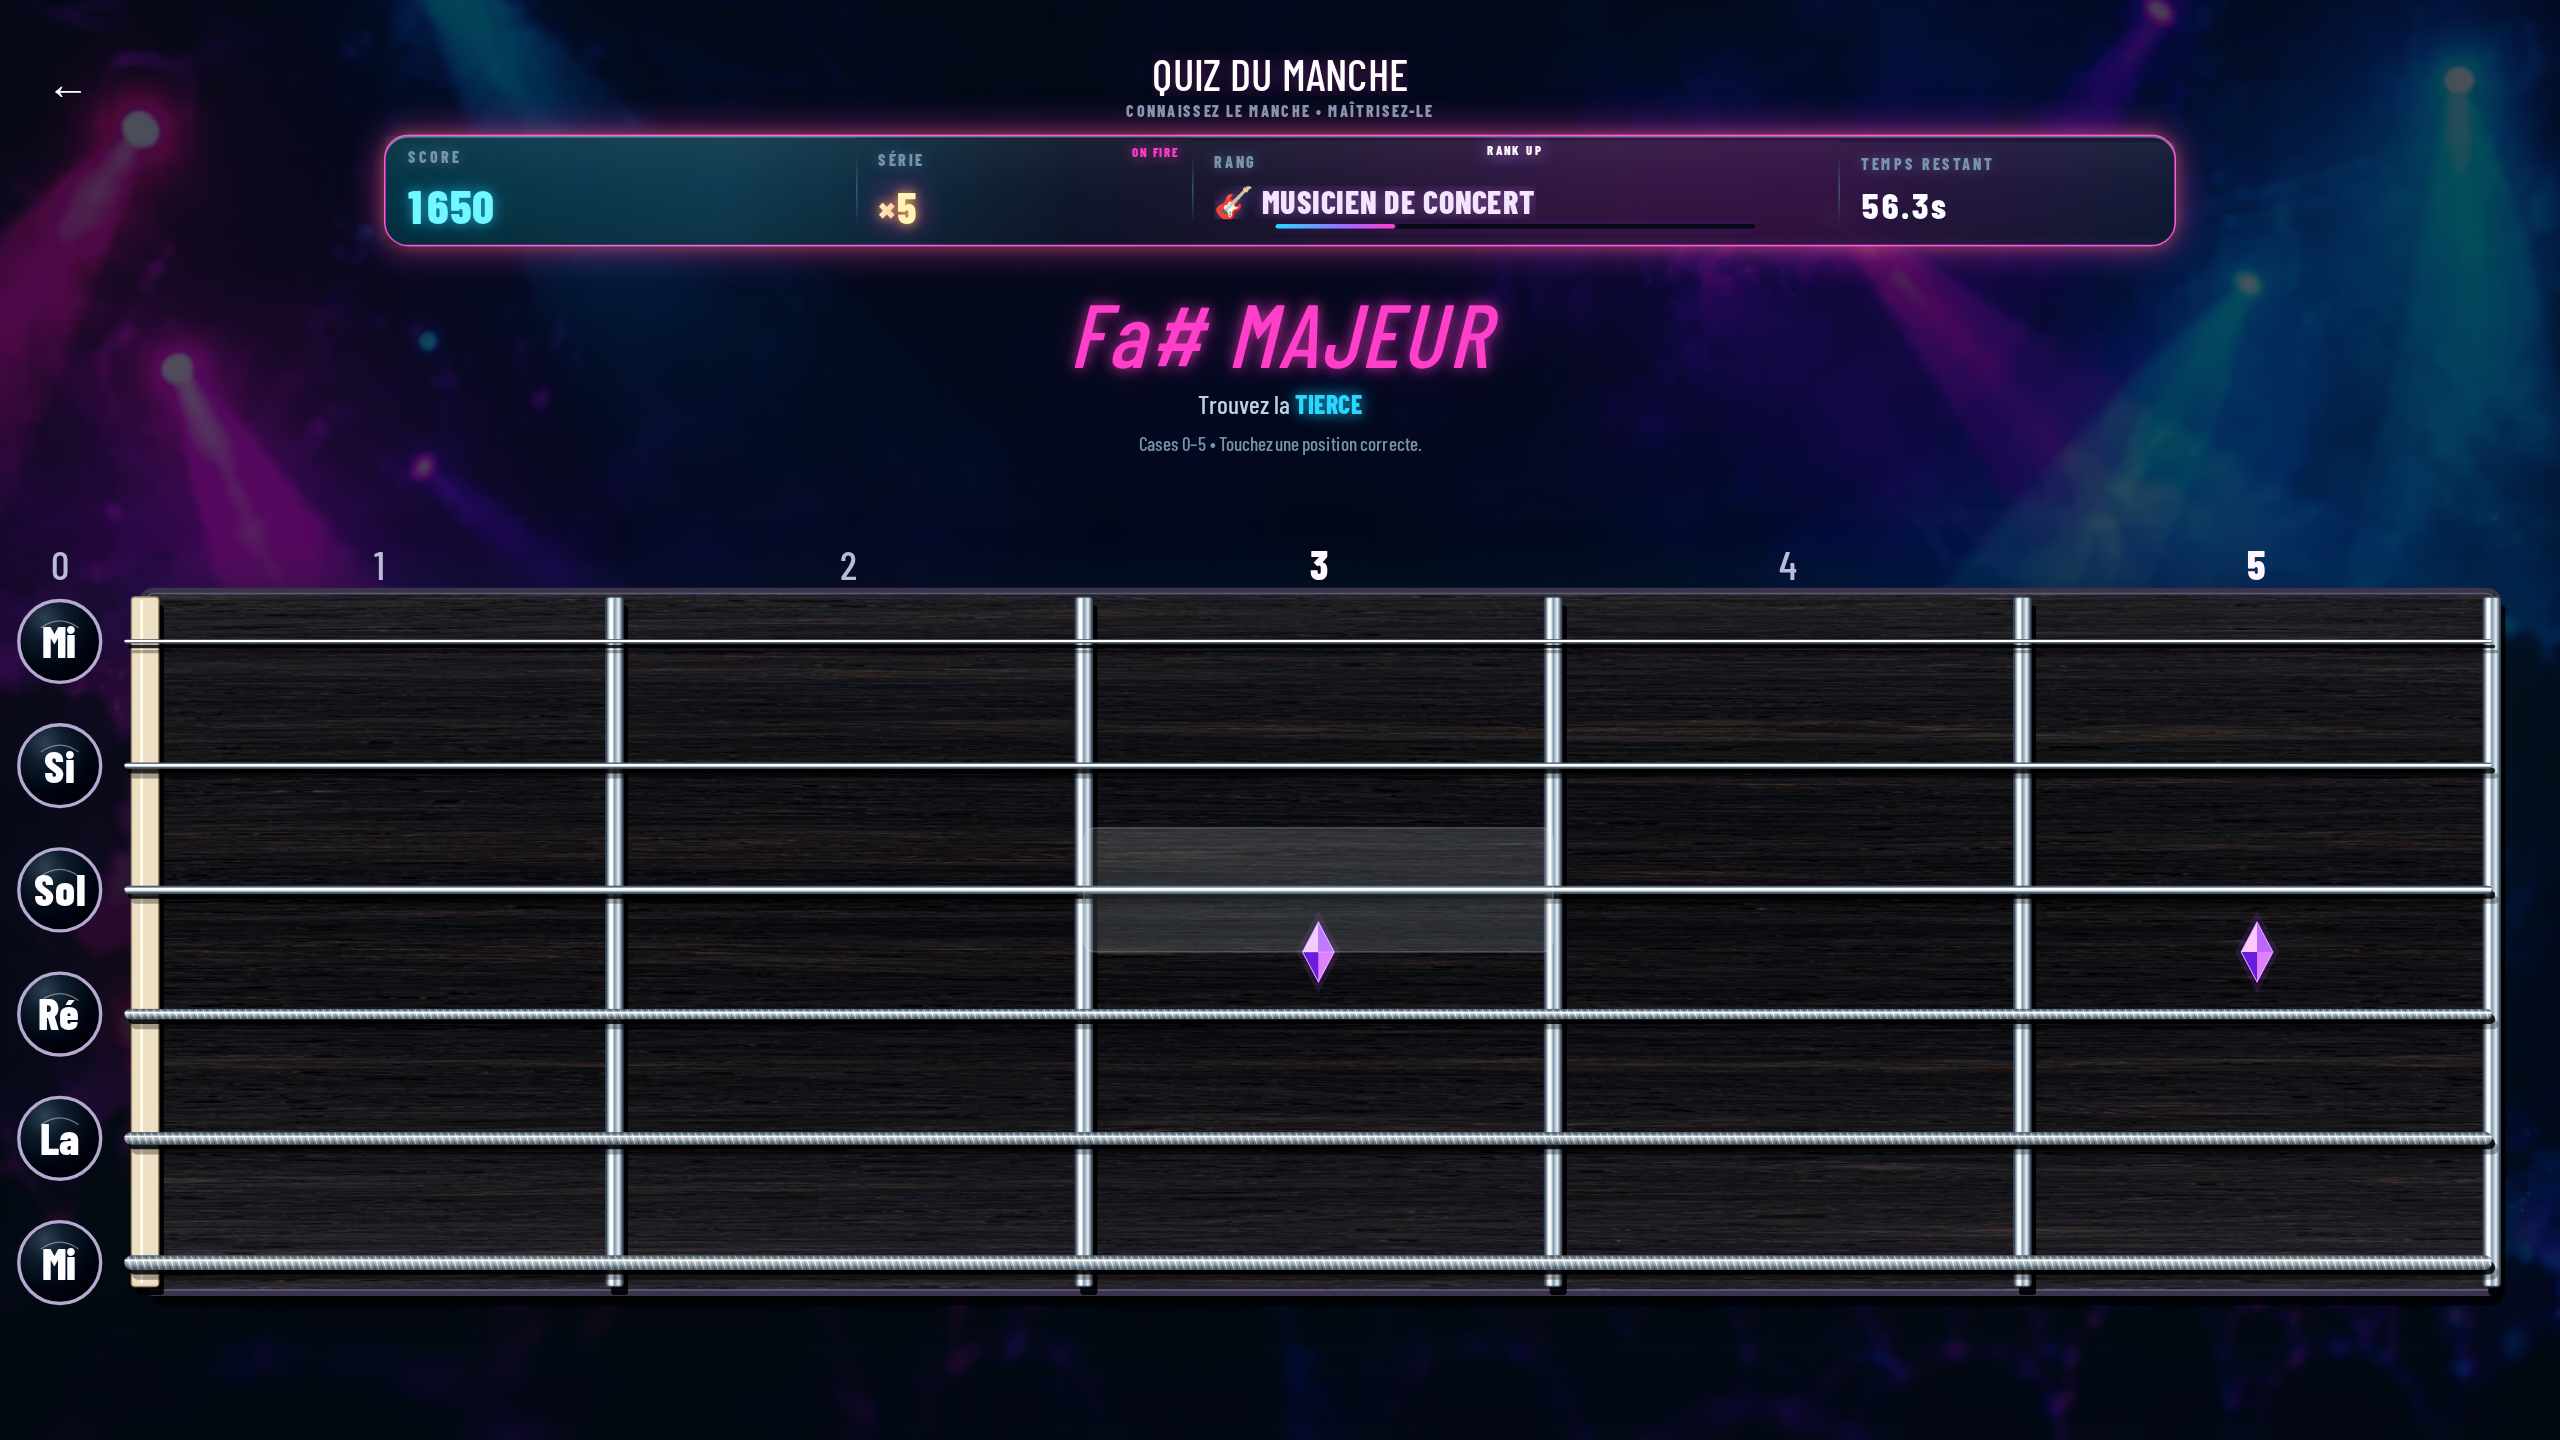 ←
QUIZ DU MANCHE
CONNAISSEZ LE MANCHE • MAÎTRISEZ-LE
SCORE
1650
SÉRIE
×5
ON FIRE
RANG
RANK UP
MUSICIEN DE CONCERT
TEMPS RESTANT
56.3s
Fa# MAJEUR
Trouvez la TIERCE
Cases 0–5 • Touchez une position correcte.
0 1 2 3 4 5
Mi
Si
Sol
Ré
La
Mi